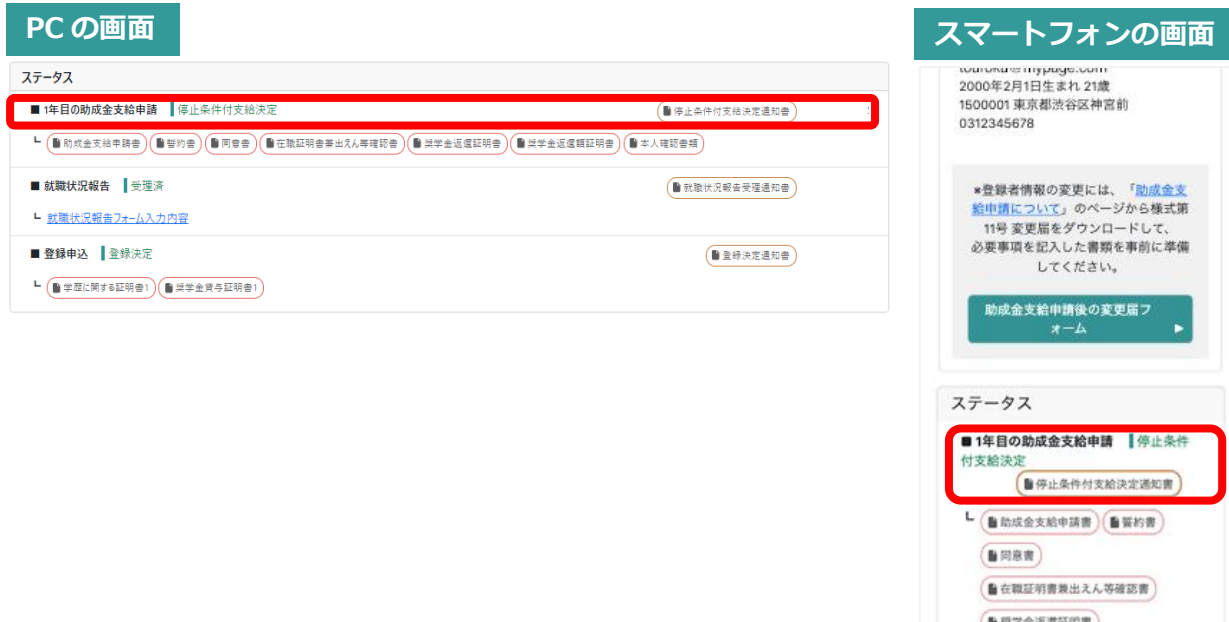 PC の画面
ステータス
■ 1年目の助成金支給申請 停止条件付支給決定 停止条件付支給決定通知書
助成金支給申請書 誓約書 同意書 在職証明書兼出えん等確認書 奨学金返還証明書 奨学金返還額証明書 本人確認書類
■ 就職状況報告 受理済 就職状況報告受理通知書
就職状況報告フォーム入力内容
■ 登録申込 登録決定 登録決定通知書
学歴に関する証明書1 奨学金貸与証明書1
スマートフォンの画面
touroku@mypage.com
2000年2月1日生まれ 21歳
1500001 東京都渋谷区神宮前
0312345678
※登録者情報の変更には、「助成金支
給申請について」のページから様式第
11号 変更届をダウンロードして、
必要事項を記入した書類を事前に準備
してください。
助成金支給申請後の変更届フ
ォーム ▶
ステータス
■ 1年目の助成金支給申請 停止条件
付支給決定
停止条件付支給決定通知書
助成金支給申請書 誓約書
同意書
在職証明書兼出えん等確認書
奨学金返還証明書